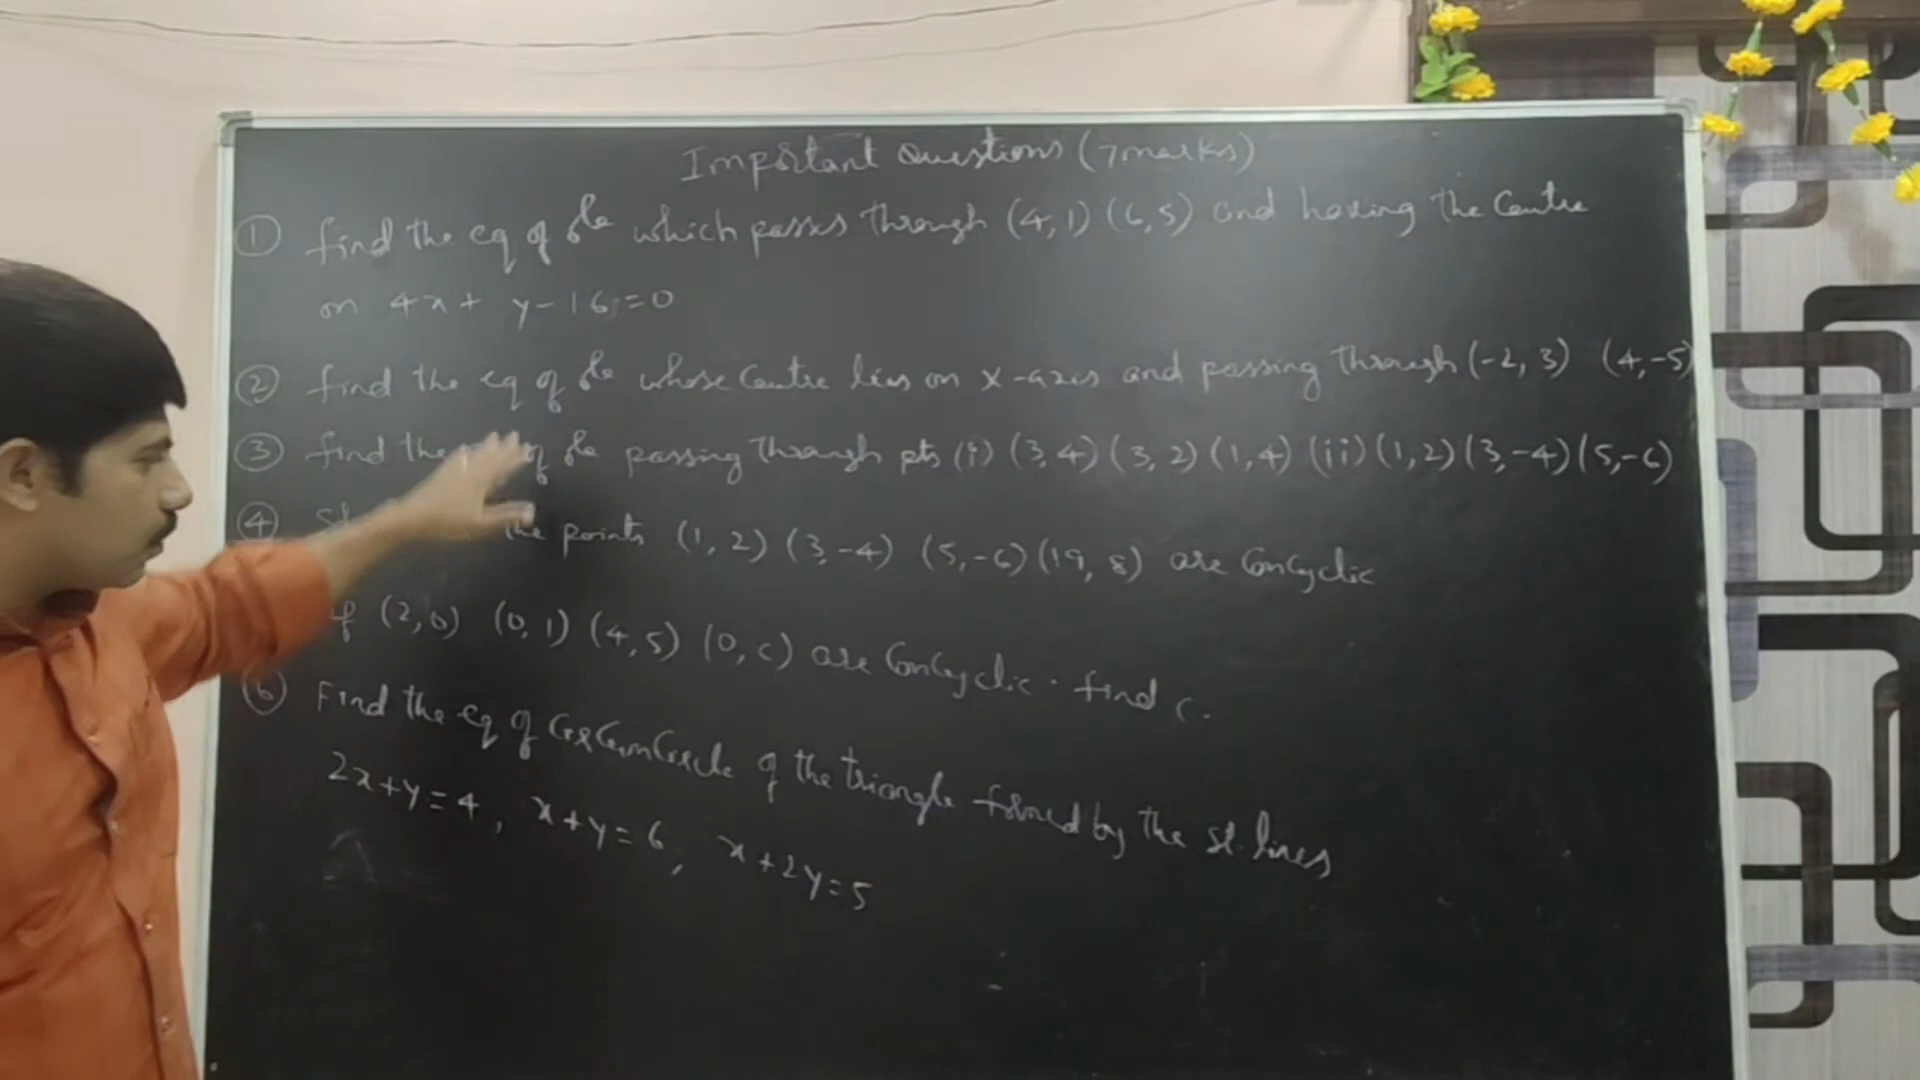 Important Questions (7 marks)
① find the eq of which passes through (4,1) (6,5) and having the Centre
on 4x + y - 16 = 0
② find the eq of whose Centre lies on x-axis and passing through (-2, 3) (4, -5)
③ find the of passing through pts (i) (3,4) (3,2) (1,4) (ii) (1,2) (3,-4) (5,-6)
④ the points (1,2) (3,-4) (5,-6) (19,8) are Concyclic
If (2,0) (0,1) (4,5) (0,c) are Concyclic. find c.
⑥ Find the eq of Circumcircle of the triangle formed by the st. lines
2x+y=4, x+y=6, x+2y=5